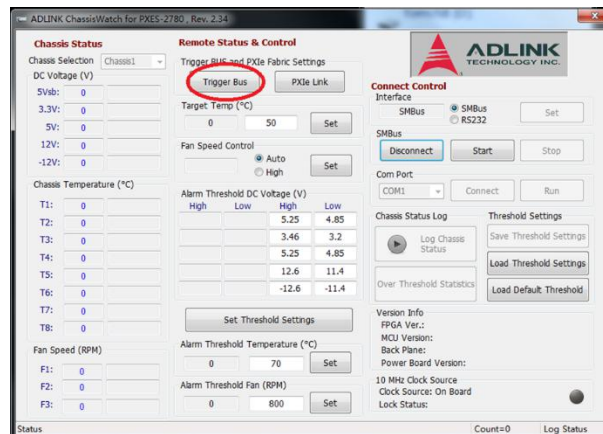 ADLINK ChassisWatch for PXES-2780 , Rev. 2.34
Chassis Status
Chassis Selection Chassis1
DC Voltage (V)
5Vsb: 0
3.3V: 0
5V: 0
12V: 0
-12V: 0
Chassis Temperature (°C)
T1: 0
T2: 0
T3: 0
T4: 0
T5: 0
T6: 0
T7: 0
T8: 0
Fan Speed (RPM)
F1: 0
F2: 0
F3: 0
Remote Status & Control
Trigger BUS and PXIe Fabric Settings
Trigger Bus PXIe Link
Target Temp (°C)
0 50 Set
Fan Speed Control
Auto
High
Set
Alarm Threshold DC Voltage (V)
High Low High Low
5.25 4.85
3.46 3.2
5.25 4.85
12.6 11.4
-12.6 -11.4
Set Threshold Settings
Alarm Threshold Temperature (°C)
0 70 Set
Alarm Threshold Fan (RPM)
0 800 Set
ADLINK
TECHNOLOGY INC.
Connect Control
Interface
SMBus SMBus
RS232
Set
SMBus
Disconnect Start Stop
Com Port
COM1 Connect Run
Chassis Status Log
Log Chassis
Status
Over Threshold Statistics
Threshold Settings
Save Threshold Settings
Load Threshold Settings
Load Default Threshold
Version Info
FPGA Ver.:
MCU Version:
Back Plane:
Power Board Version:
10 MHz Clock Source
Clock Source: On Board
Lock Status:
Status Count=0 Log Status